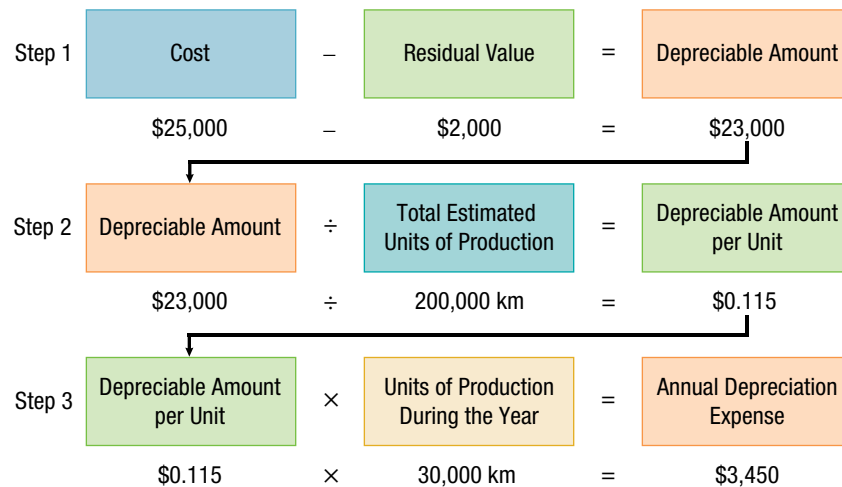 Step 1 Cost – Residual Value = Depreciable Amount
$25,000 – $2,000 = $23,000
Step 2 Depreciable Amount ÷ Total Estimated Units of Production = Depreciable Amount per Unit
$23,000 ÷ 200,000 km = $0.115
Step 3 Depreciable Amount per Unit × Units of Production During the Year = Annual Depreciation Expense
$0.115 × 30,000 km = $3,450